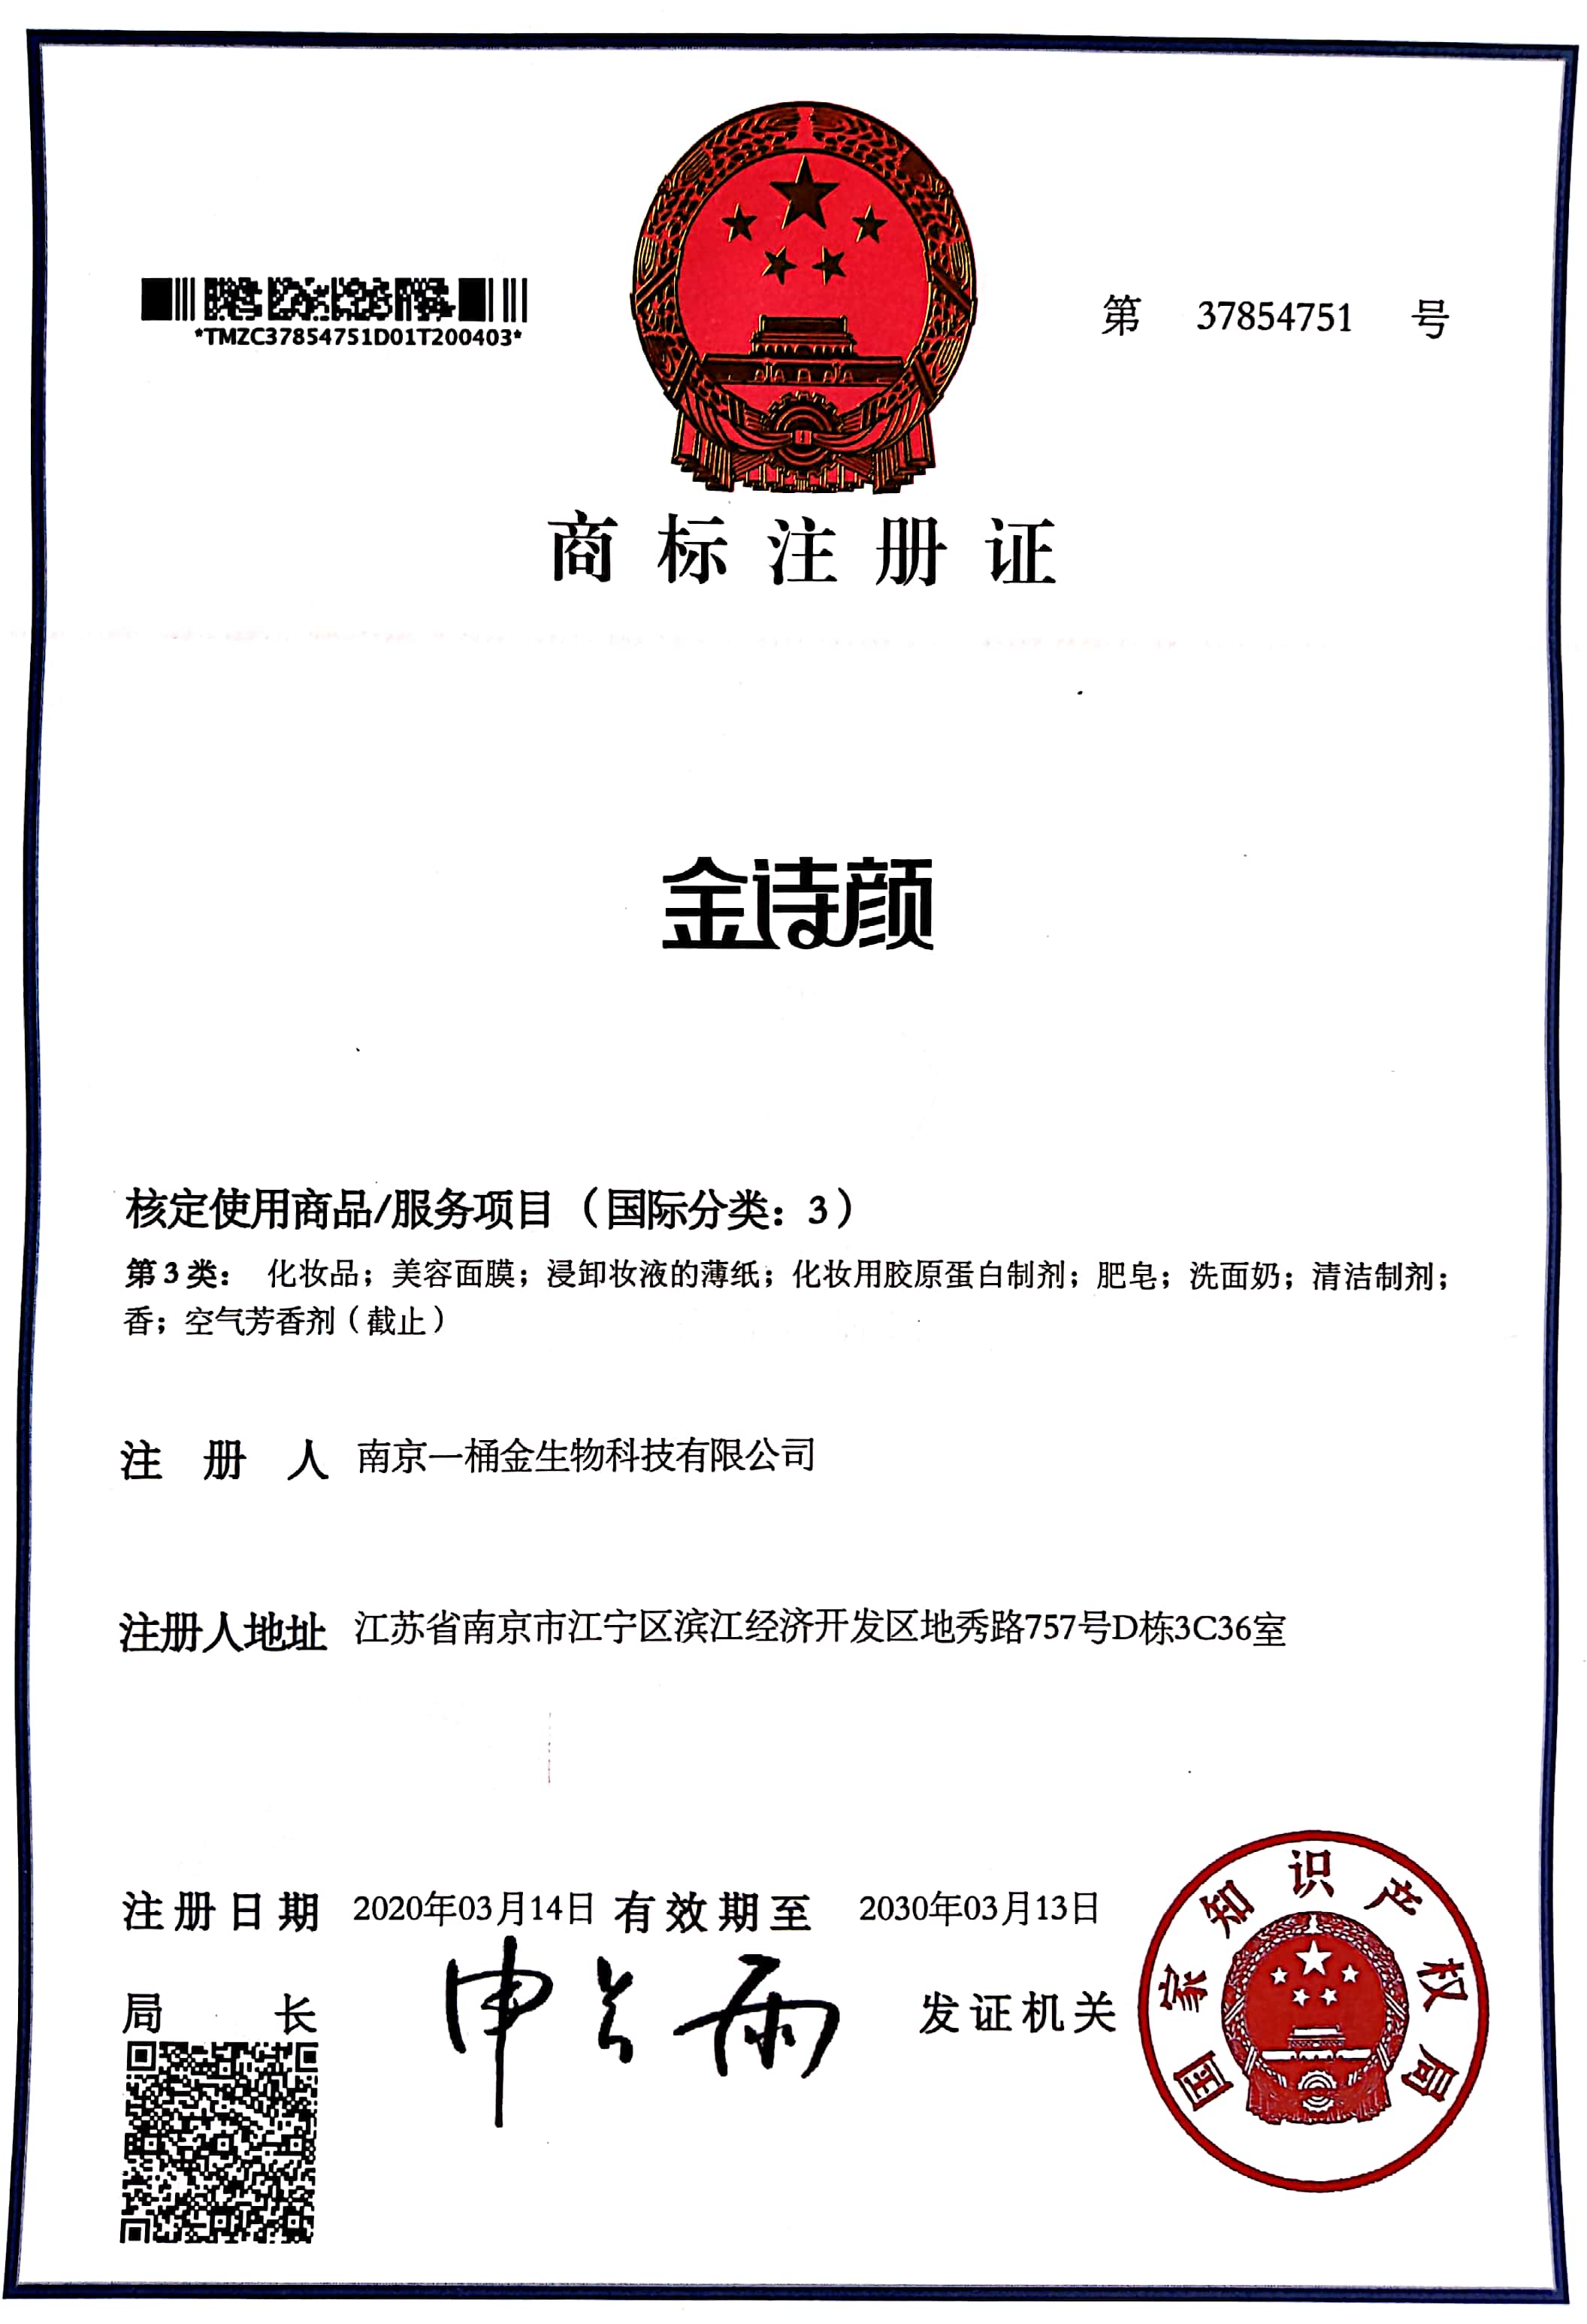 *TMZC37854751D01T200403*
第 37854751 号
商标注册证
金诗颜
核定使用商品/服务项目（国际分类：3）
第3类： 化妆品；美容面膜；浸卸妆液的薄纸；化妆用胶原蛋白制剂；肥皂；洗面奶；清洁制剂；
香；空气芳香剂（截止）
注册人 南京一桶金生物科技有限公司
注册人地址 江苏省南京市江宁区滨江经济开发区地秀路757号D栋3C36室
注册日期 2020年03月14日 有效期至 2030年03月13日
局长 申长雨 发证机关
国家知识产权局